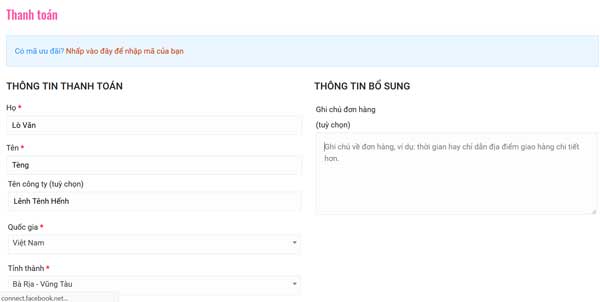 Thanh toán
Có mã ưu đãi? Nhấp vào đây để nhập mã của bạn
THÔNG TIN THANH TOÁN
Họ *
Lò Văn
Tên *
Tèng
Tên công ty (tuỳ chọn)
Lênh Tênh Hếnh
Quốc gia *
Việt Nam
Tỉnh thành *
Bà Rịa - Vũng Tàu
THÔNG TIN BỔ SUNG
Ghi chú đơn hàng
(tuỳ chọn)
Ghi chú về đơn hàng, ví dụ: thời gian hay chỉ dẫn địa điểm giao hàng chi tiết
hơn.
connect.facebook.net...